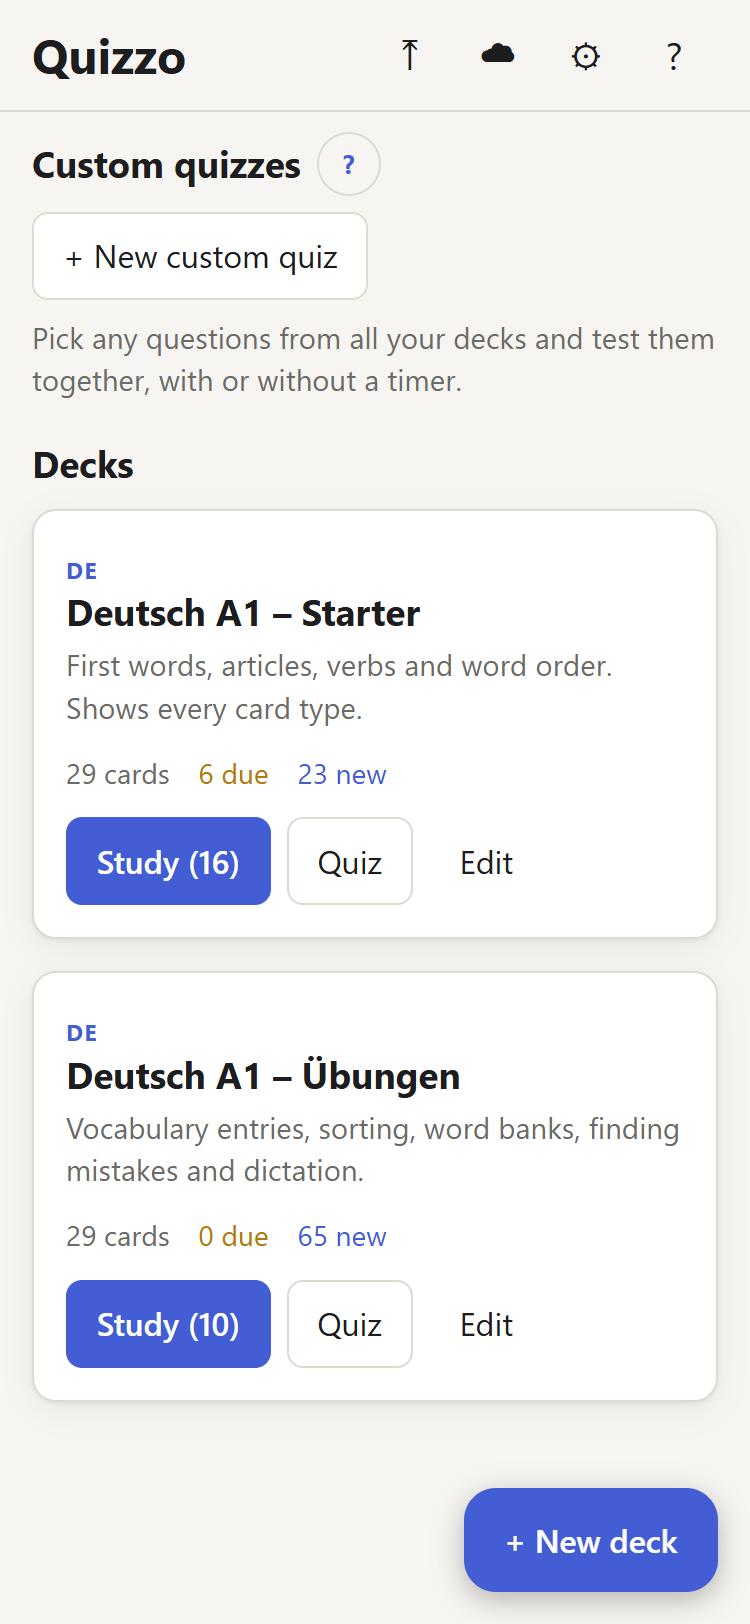 Quizzo
?
Custom quizzes ?
+ New custom quiz
Pick any questions from all your decks and test them
together, with or without a timer.
Decks
DE
Deutsch A1 – Starter
First words, articles, verbs and word order.
Shows every card type.
29 cards 6 due 23 new
Study (16) Quiz Edit
DE
Deutsch A1 – Übungen
Vocabulary entries, sorting, word banks, finding
mistakes and dictation.
29 cards 0 due 65 new
Study (10) Quiz Edit
+ New deck